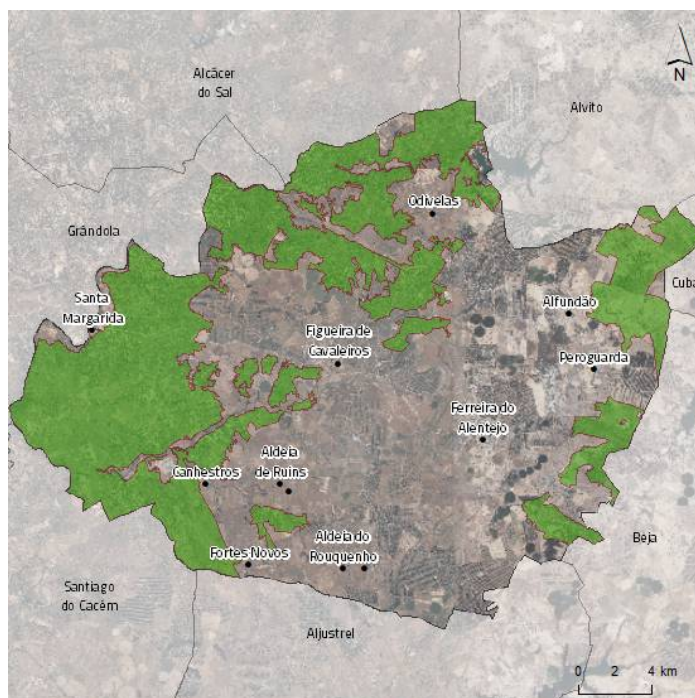 Alcácer
do Sal
N
Alvito
Odivelas
Grândola
Cuba
Santa
Margarida
Alfundão
Figueira de
Cavaleiros
Peroguarda
Ferreira do
Alentejo
Aldeia
de Ruins
Canhestros
Aldeia do
Rouquenho
Beja
Fortes Novos
Santiago
do Cacém
Aljustrel
0 2 4 km